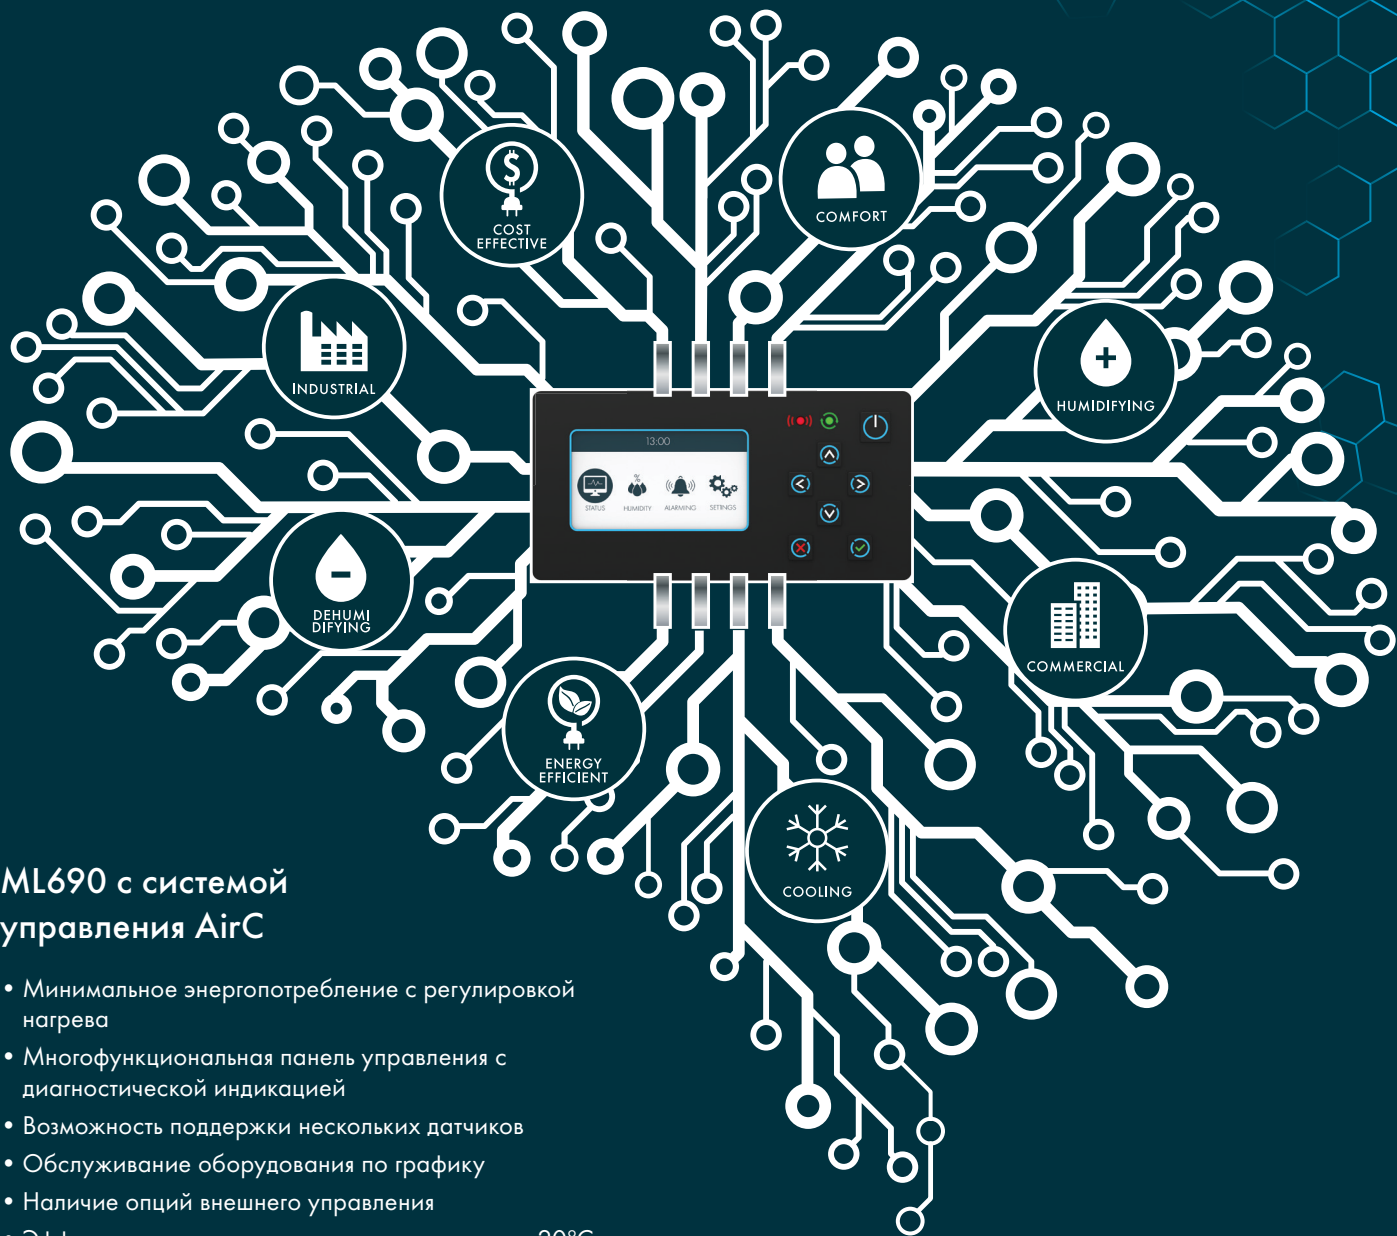 $
COST
EFFECTIVE
COMFORT
INDUSTRIAL
+
HUMIDIFYING
13:00
%
STATUS
HUMIDITY
ALARMING
SETTINGS
-
DEHUMI
DIFYING
COMMERCIAL
ENERGY
EFFICIENT
COOLING
ML690 с системой
управления AirC
• Минимальное энергопотребление с регулировкой
нагрева
• Многофункциональная панель управления с
диагностической индикацией
• Возможность поддержки нескольких датчиков
• Обслуживание оборудования по графику
• Наличие опций внешнего управления